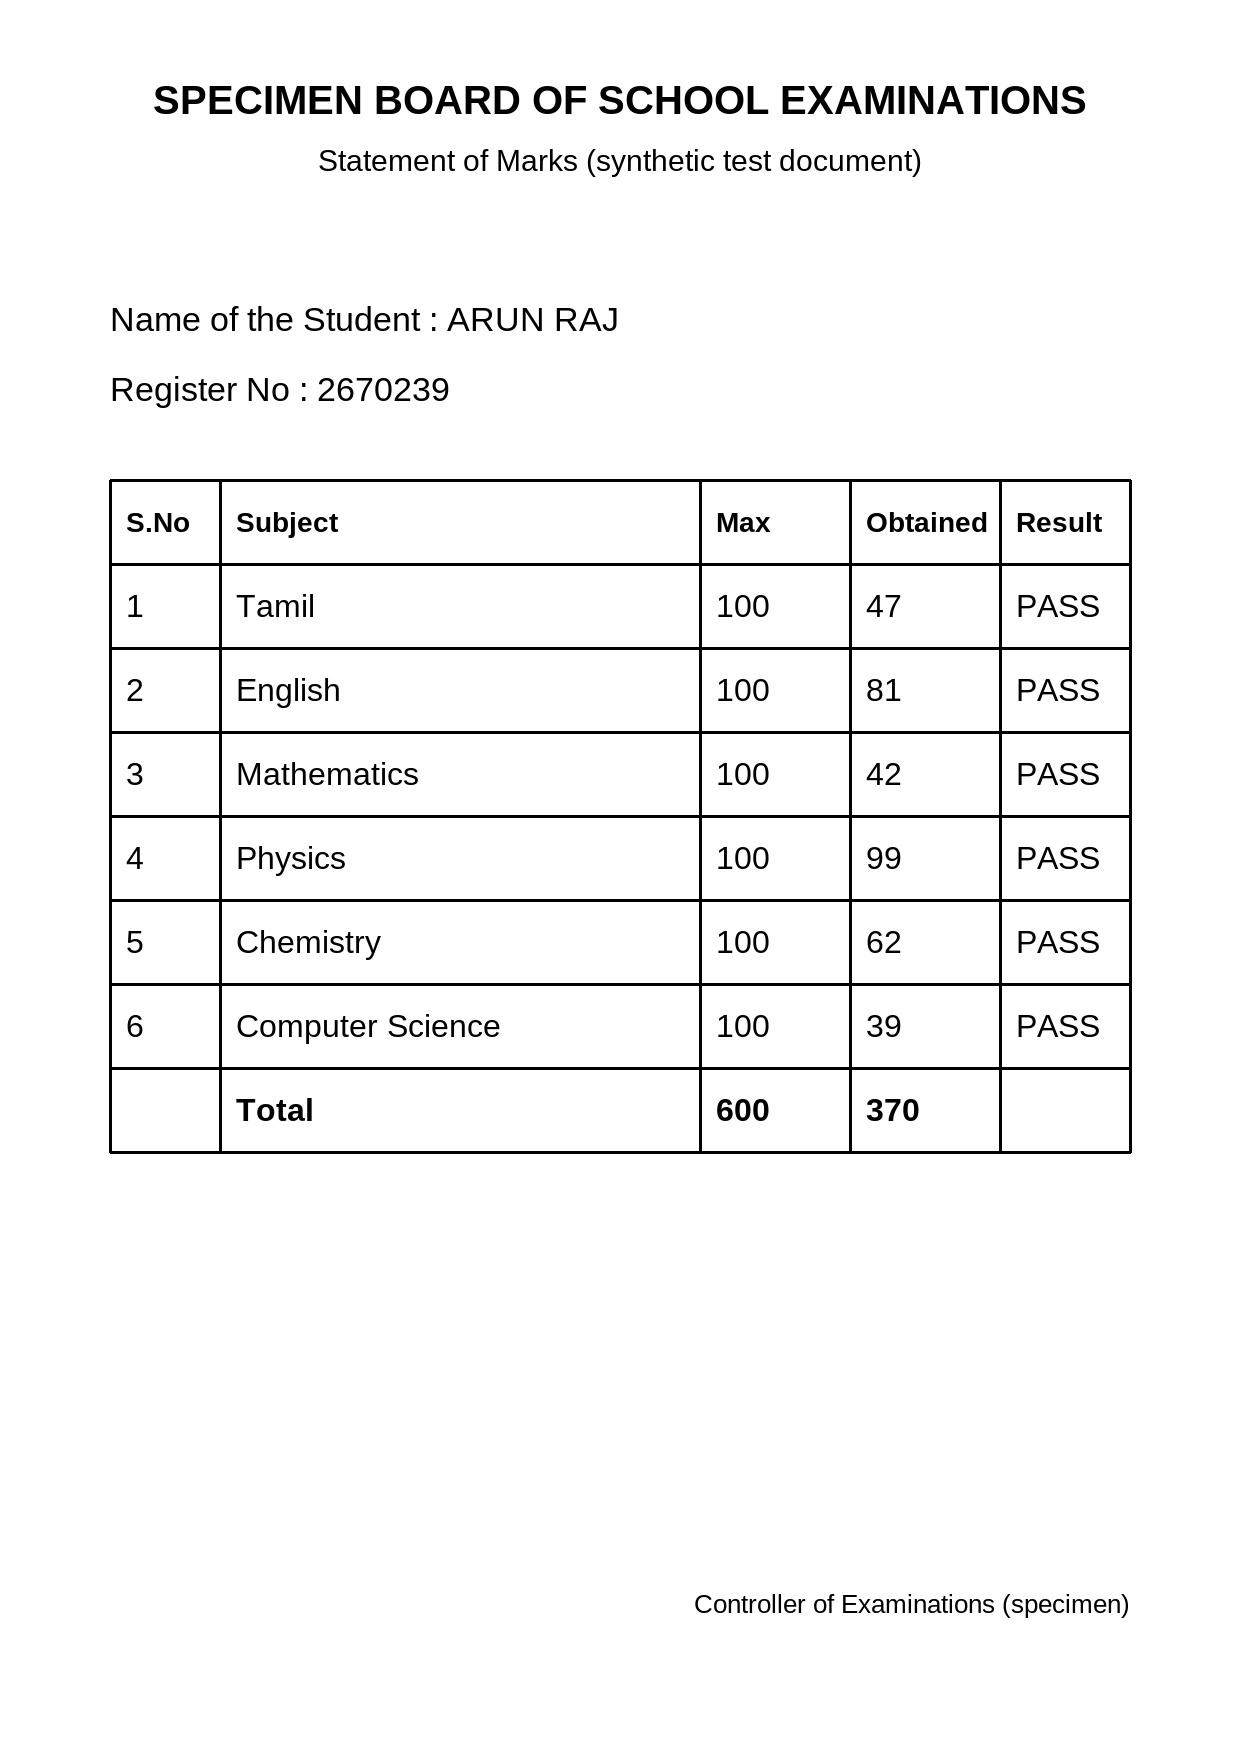 SPECIMEN BOARD OF SCHOOL EXAMINATIONS
Statement of Marks (synthetic test document)
Name of the Student : ARUN RAJ
Register No : 2670239
S.No Subject Max Obtained Result
1 Tamil 100 47 PASS
2 English 100 81 PASS
3 Mathematics 100 42 PASS
4 Physics 100 99 PASS
5 Chemistry 100 62 PASS
6 Computer Science 100 39 PASS
Total 600 370
Controller of Examinations (specimen)